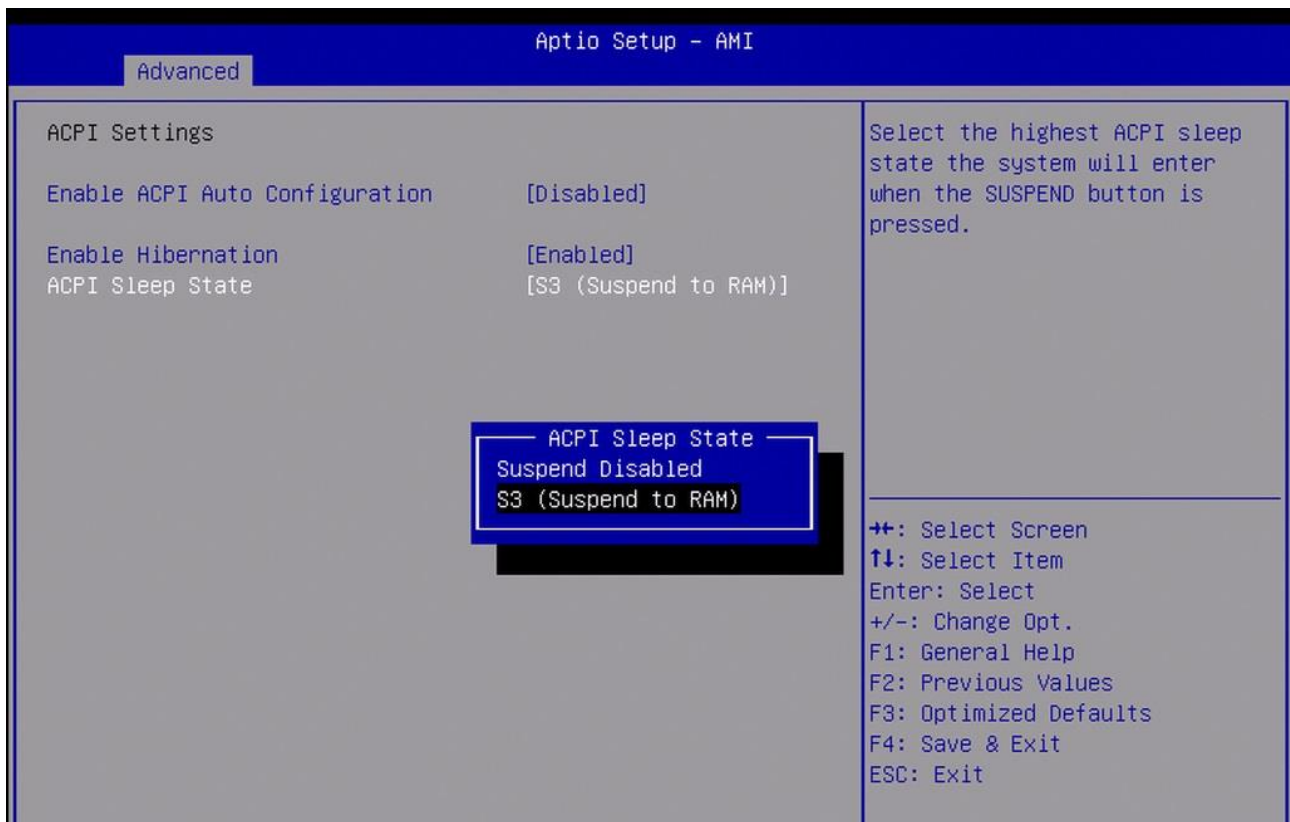 Aptio Setup – AMI
Advanced
ACPI Settings
Enable ACPI Auto Configuration [Disabled]
Enable Hibernation [Enabled]
ACPI Sleep State [S3 (Suspend to RAM)]
ACPI Sleep State
Suspend Disabled
S3 (Suspend to RAM)
Select the highest ACPI sleep
state the system will enter
when the SUSPEND button is
pressed.
→←: Select Screen
↑↓: Select Item
Enter: Select
+/-: Change Opt.
F1: General Help
F2: Previous Values
F3: Optimized Defaults
F4: Save & Exit
ESC: Exit